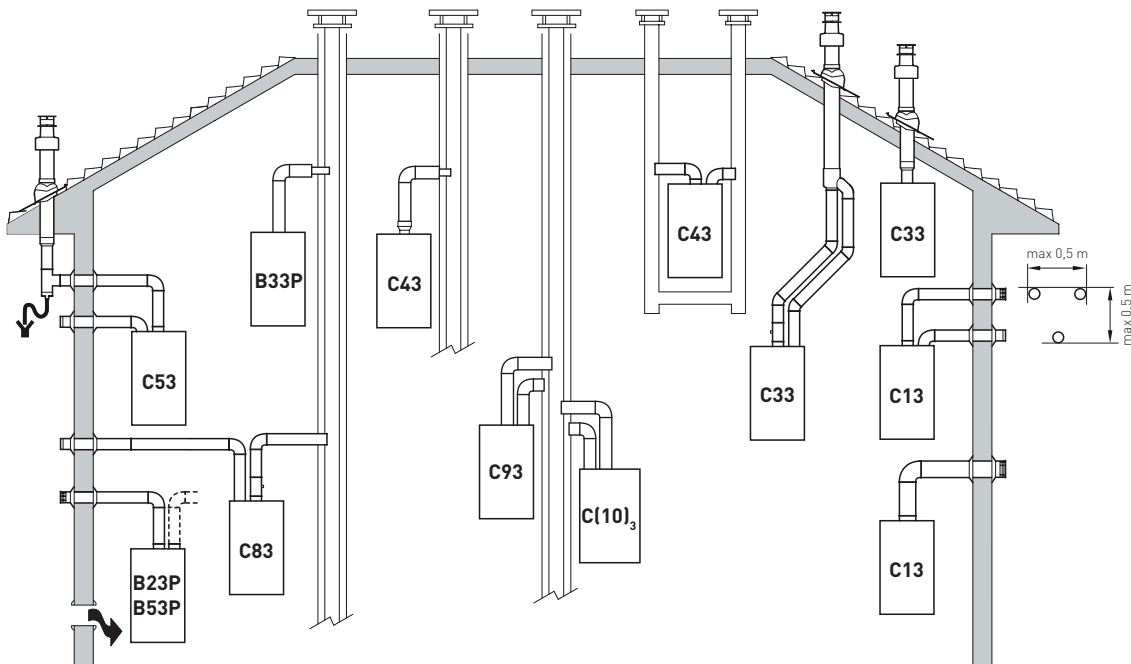 B33P
C43
C43
C33
max 0,5 m
max 0.5 m
C53
C33
C13
C93
C(10)₃
C83
C13
B23P
B53P